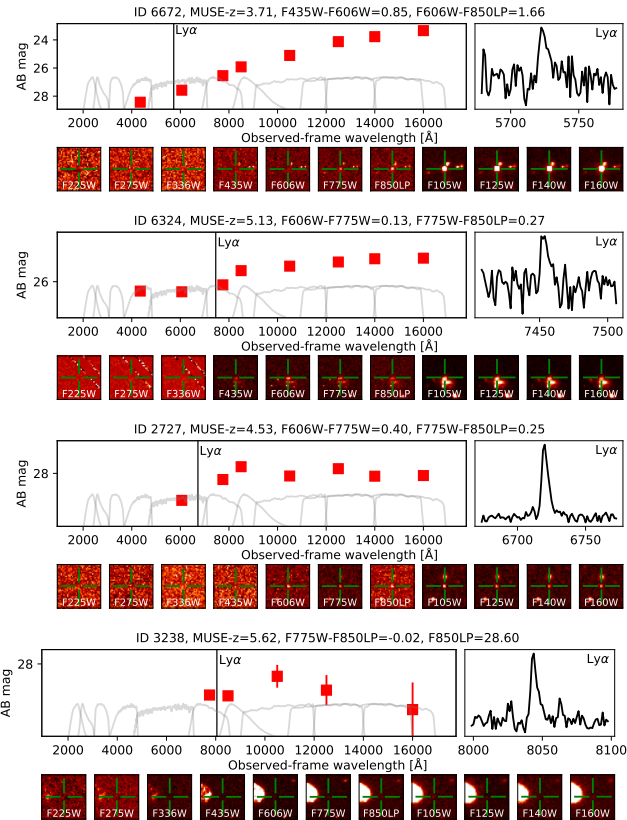 ID 6672, MUSE-z=3.71, F435W-F606W=0.85, F606W-F850LP=1.66
AB mag
24
26
28
Lyα
Lyα
2000 4000 6000 8000 10000 12000 14000 16000
5700 5750
Observed-frame wavelength [Å]
F225W F275W F336W F435W F606W F775W F850LP F105W F125W F140W F160W
ID 6324, MUSE-z=5.13, F606W-F775W=0.13, F775W-F850LP=0.27
AB mag
26
Lyα
Lyα
2000 4000 6000 8000 10000 12000 14000 16000
7450 7500
Observed-frame wavelength [Å]
F225W F275W F336W F435W F606W F775W F850LP F105W F125W F140W F160W
ID 2727, MUSE-z=4.53, F606W-F775W=0.40, F775W-F850LP=0.25
AB mag
28
Lyα
Lyα
2000 4000 6000 8000 10000 12000 14000 16000
6700 6750
Observed-frame wavelength [Å]
F225W F275W F336W F435W F606W F775W F850LP F105W F125W F140W F160W
ID 3238, MUSE-z=5.62, F775W-F850LP=-0.02, F850LP=28.60
AB mag
28
Lyα
Lyα
2000 4000 6000 8000 10000 12000 14000 16000
8000 8050 8100
Observed-frame wavelength [Å]
F225W F275W F336W F435W F606W F775W F850LP F105W F125W F140W F160W